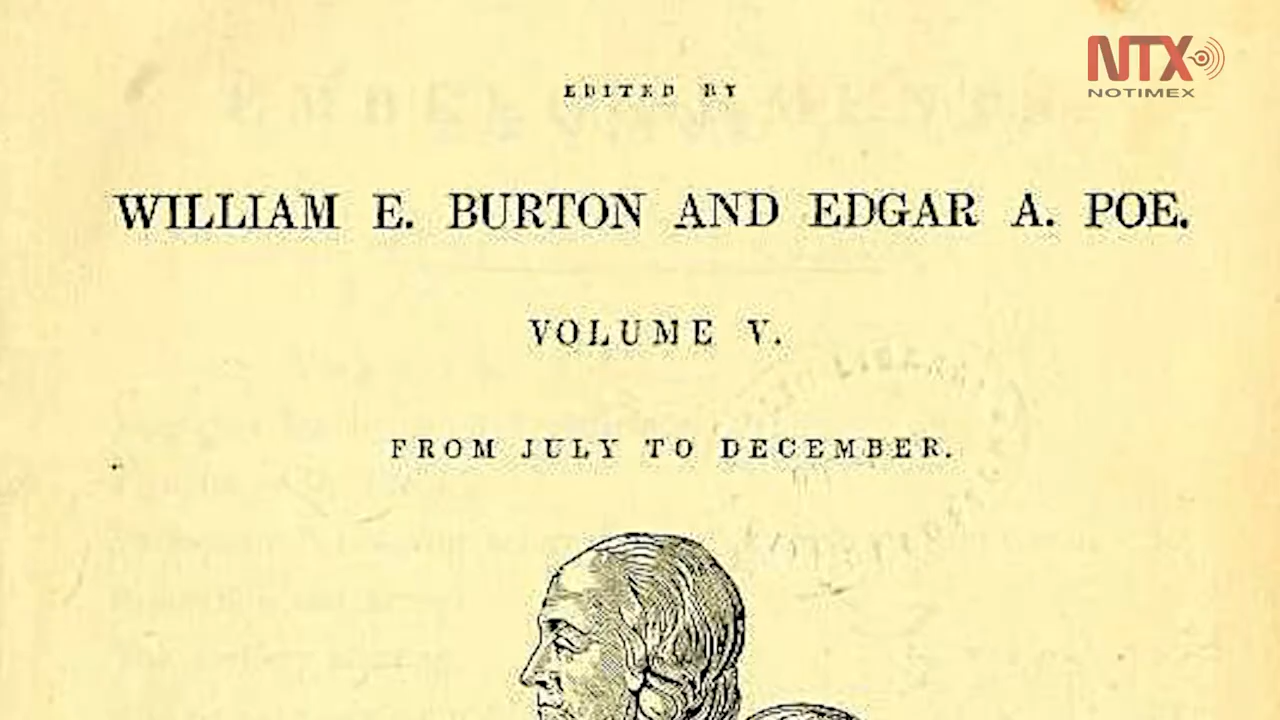 NTX
NOTIMEX
EDITED BY
WILLIAM E. BURTON AND EDGAR A. POE.
VOLUME V.
FROM JULY TO DECEMBER.